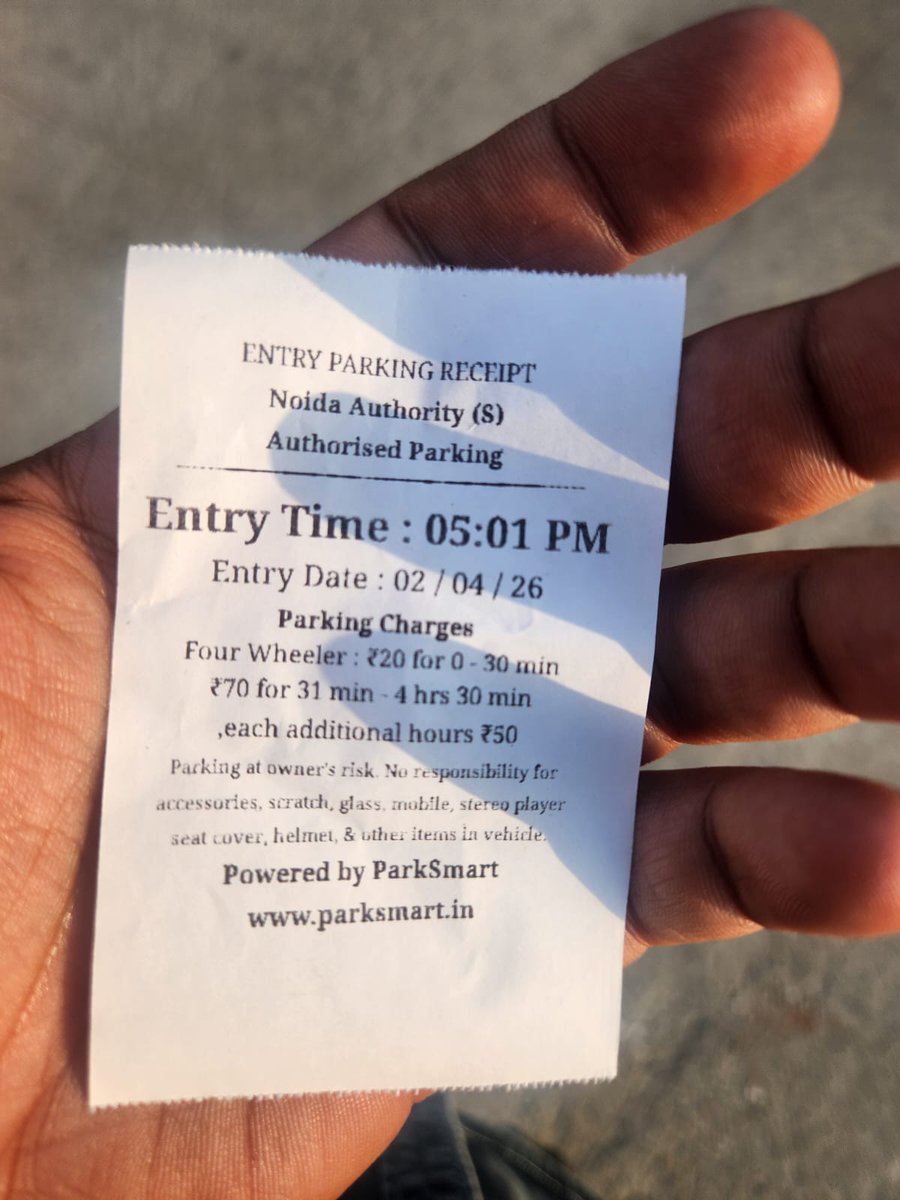 ENTRY PARKING RECEIPT
Noida Authority (S)
Authorised Parking
Entry Time : 05:01 PM
Entry Date : 02 / 04 / 26
Parking Charges
Four Wheeler : ₹20 for 0 - 30 min
₹70 for 31 min - 4 hrs 30 min
,each additional hours ₹50
Parking at owner's risk. No responsibility for
accessories, scratch, glass, mobile, stereo player
seat cover, helmet, & other items in vehicle.
Powered by ParkSmart
www.parksmart.in